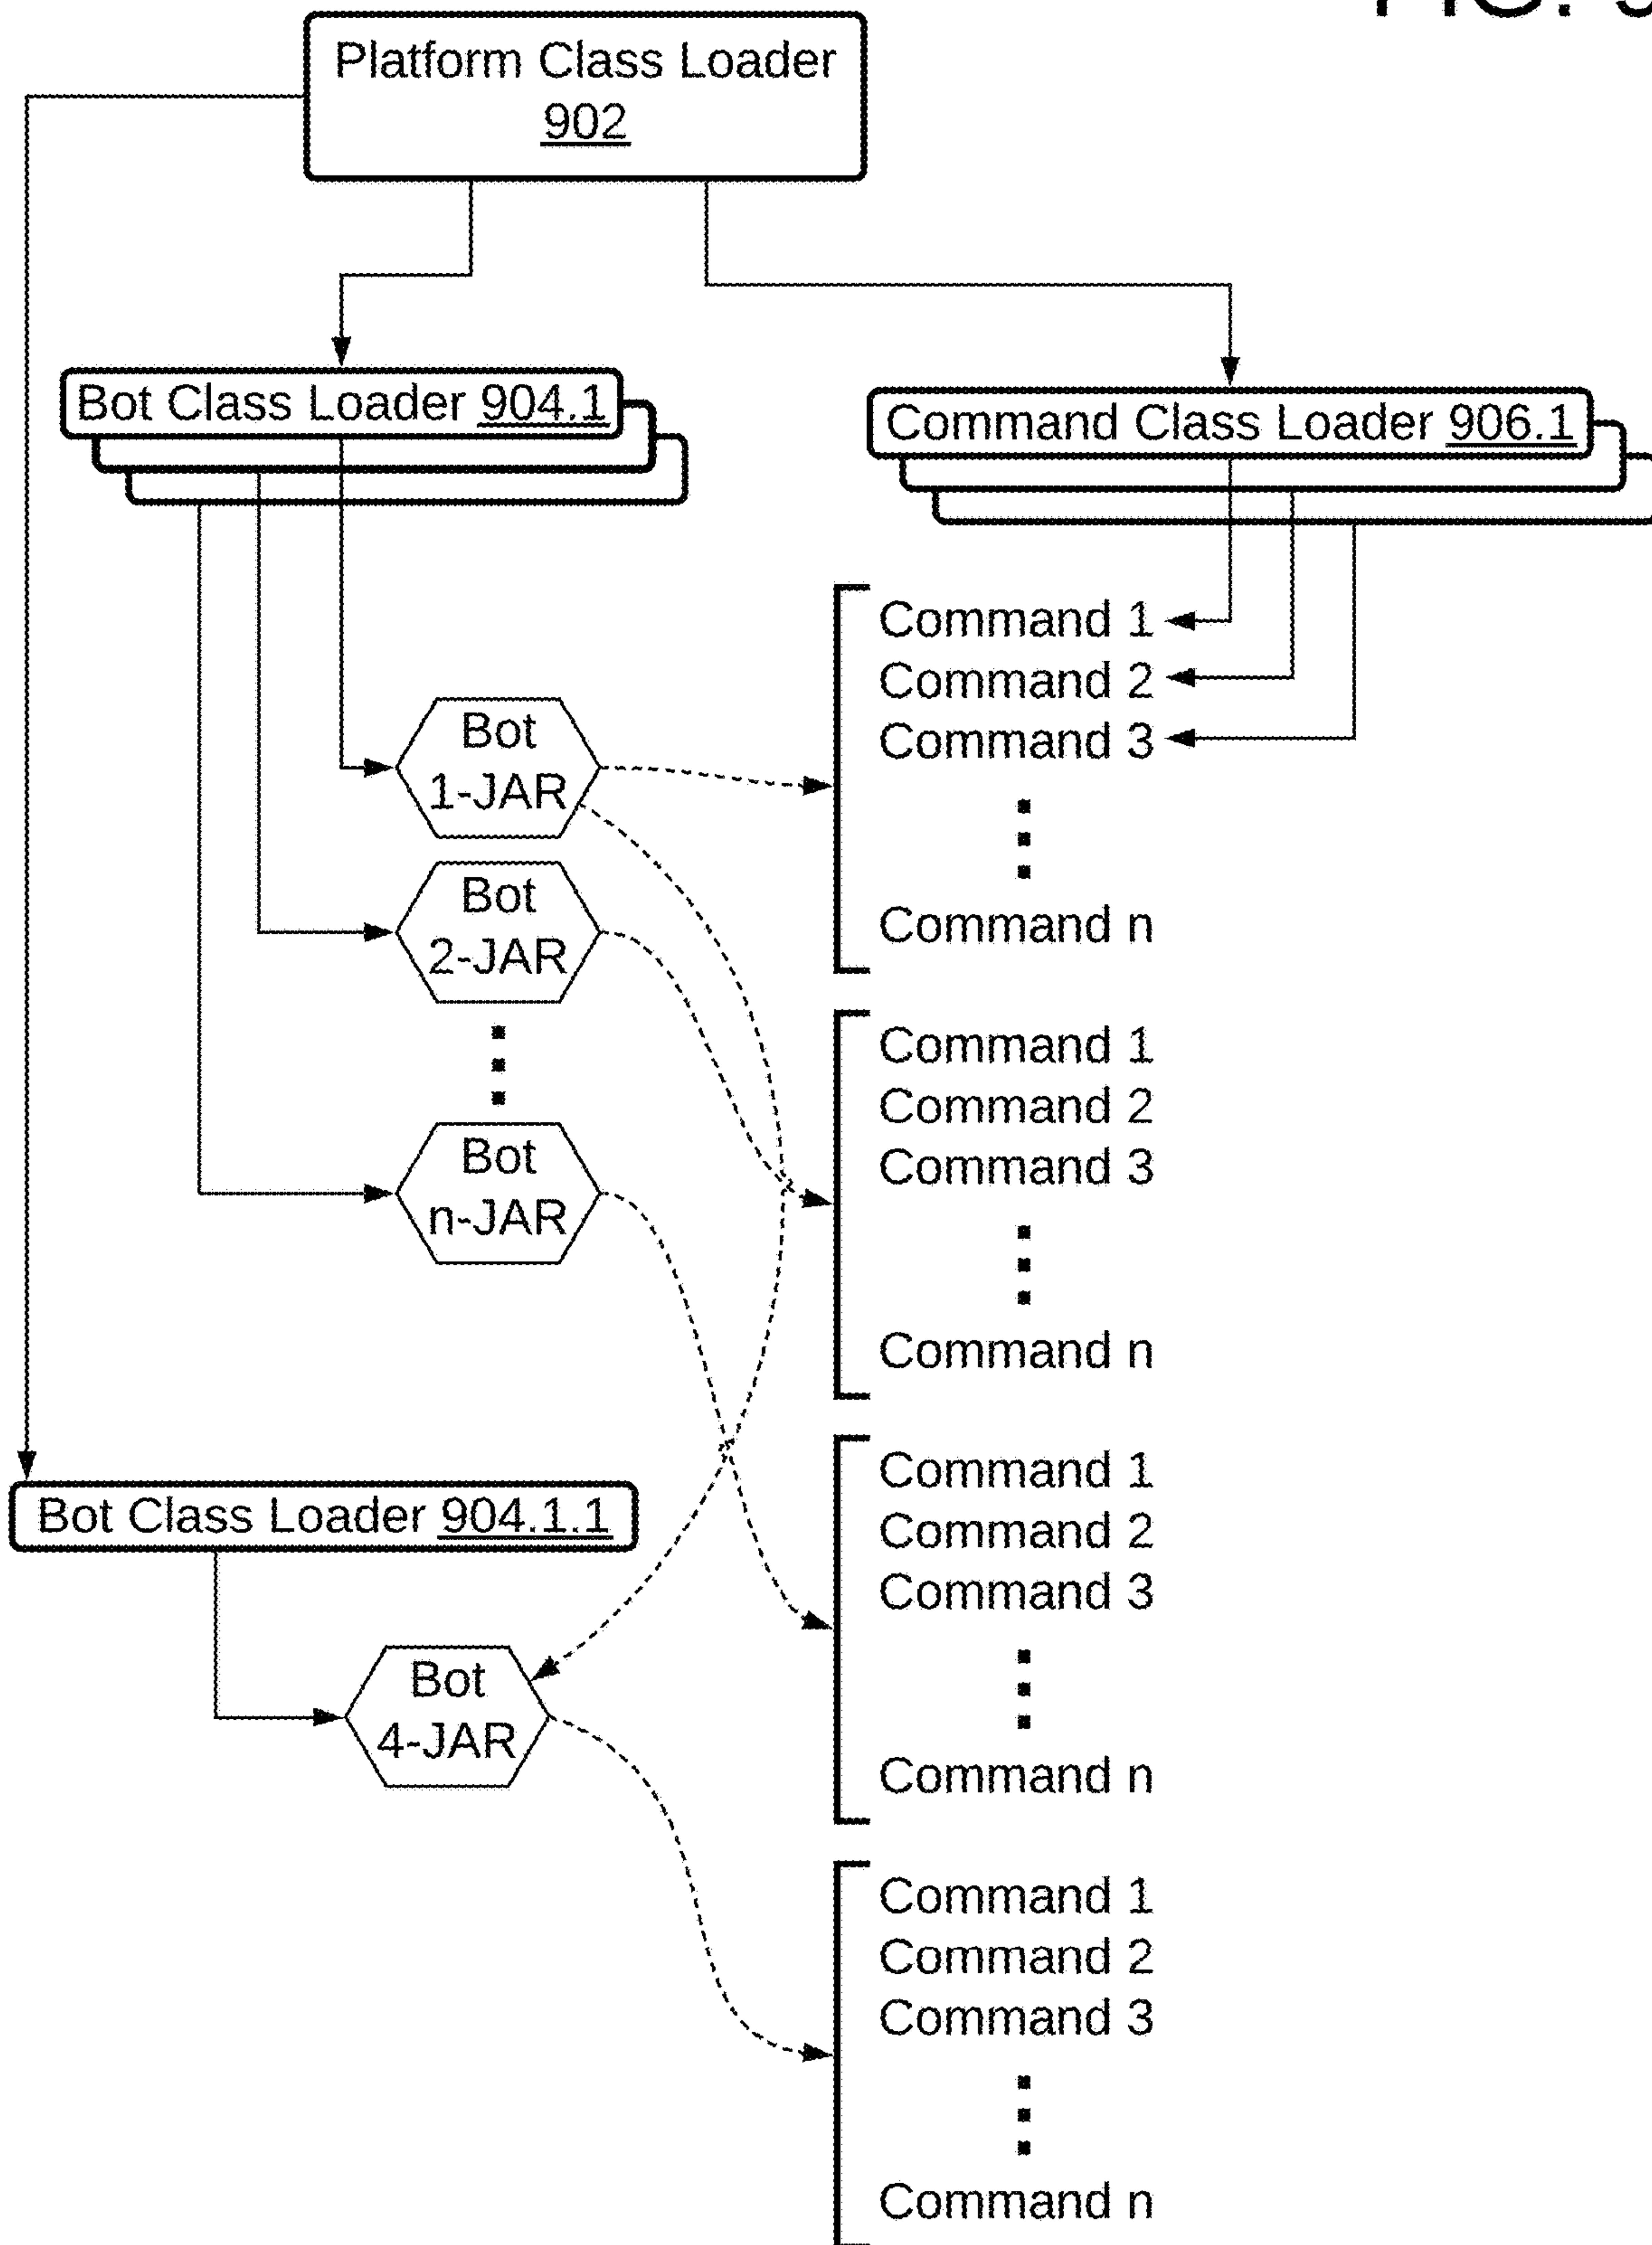 Platform Class Loader
902
Bot Class Loader 904.1
Command Class Loader 906.1
Command 1
Command 2
Command 3
Command n
Bot
1-JAR
Bot
2-JAR
Bot
n-JAR
Command 1
Command 2
Command 3
Command n
Bot Class Loader 904.1.1
Command 1
Command 2
Command 3
Command n
Bot
4-JAR
Command 1
Command 2
Command 3
Command n